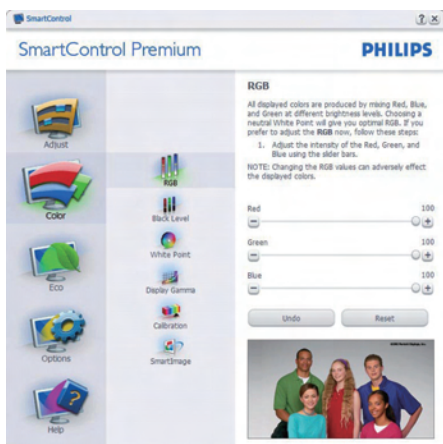 SmartControl
SmartControl Premium
PHILIPS
Adjust
Color
Eco
Options
Help
RGB
Black Level
White Point
Display Gamma
Calibration
SmartImage
RGB
All displayed colors are produced by mixing Red, Blue,
and Green at different brightness levels. Choosing a
neutral White Point will give you optimal RGB. If you
prefer to adjust the RGB now, follow these steps:
1. Adjust the intensity of the Red, Green, and
Blue using the slider bars.
NOTE: Changing the RGB values can adversely effect
the displayed colors.
Red 100
Green 100
Blue 100
Undo Reset